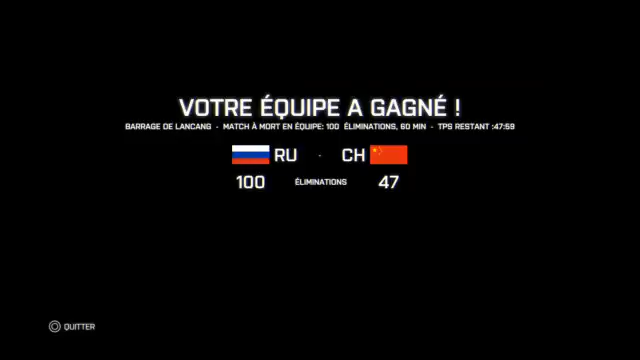 VOTRE ÉQUIPE A GAGNÉ !
BARRAGE DE LANCANG - MATCH À MORT EN ÉQUIPE: 100 ÉLIMINATIONS, 60 MIN - TPS RESTANT :47:59
RU - CH
100 ÉLIMINATIONS 47
QUITTER